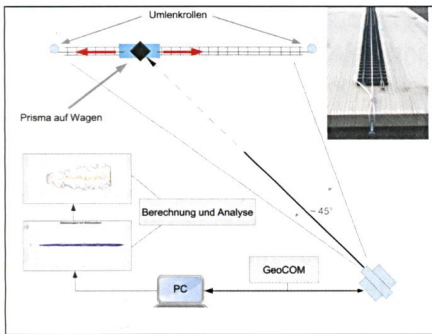 Umlenkrollen
Prisma auf Wagen
~ 45°
Berechnung und Analyse
GeoCOM
PC